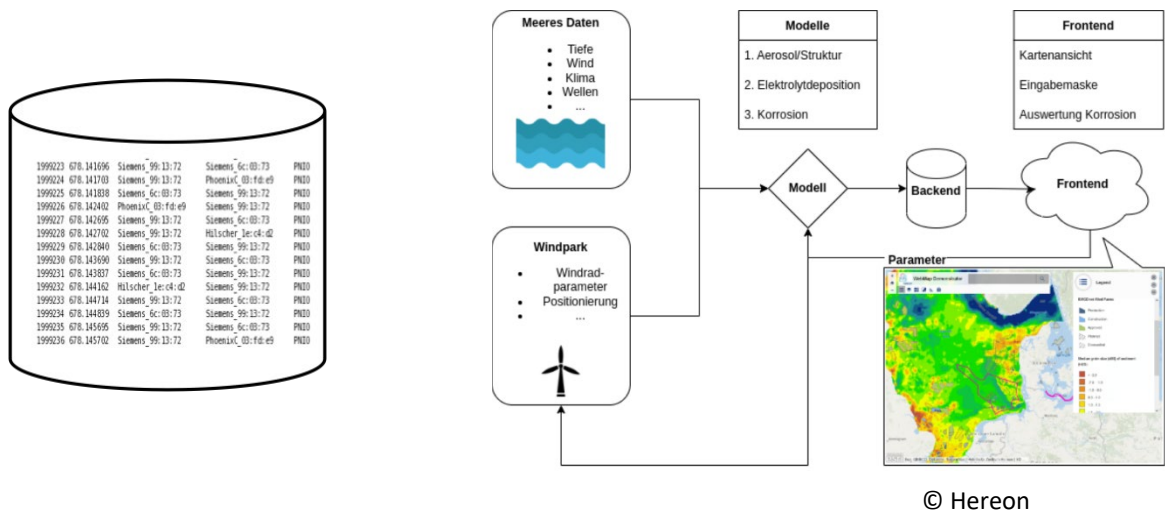 1999223 678.141696 Siemens_99:13:72 Siemens_6c:03:73 PNIO
1999224 678.141703 Siemens_99:13:72 PhoenixC_03:fd:e9 PNIO
1999225 678.141838 Siemens_6c:03:73 Siemens_99:13:72 PNIO
1999226 678.142402 PhoenixC_03:fd:e9 Siemens_99:13:72 PNIO
1999227 678.142695 Siemens_99:13:72 Siemens_6c:03:73 PNIO
1999228 678.142702 Siemens_99:13:72 Hilscher_1e:c4:d2 PNIO
1999229 678.142840 Siemens_6c:03:73 Siemens_99:13:72 PNIO
1999230 678.143690 Siemens_99:13:72 Siemens_6c:03:73 PNIO
1999231 678.143837 Siemens_6c:03:73 Siemens_99:13:72 PNIO
1999232 678.144162 Hilscher_1e:c4:d2 Siemens_99:13:72 PNIO
1999233 678.144714 Siemens_99:13:72 Siemens_6c:03:73 PNIO
1999234 678.144839 Siemens_6c:03:73 Siemens_99:13:72 PNIO
1999235 678.145695 Siemens_99:13:72 Siemens_6c:03:73 PNIO
1999236 678.145702 Siemens_99:13:72 PhoenixC_03:fd:e9 PNIO
Meeres Daten
• Tiefe
• Wind
• Klima
• Wellen
• ...
Windpark
• Windrad-
parameter
• Positionierung
• ...
Modelle
1. Aerosol/Struktur
2. Elektrolytdeposition
3. Korrosion
Frontend
Kartenansicht
Eingabemaske
Auswertung Korrosion
Modell
Backend
Frontend
Parameter
WebMap Demonstrator
Legend
© Hereon